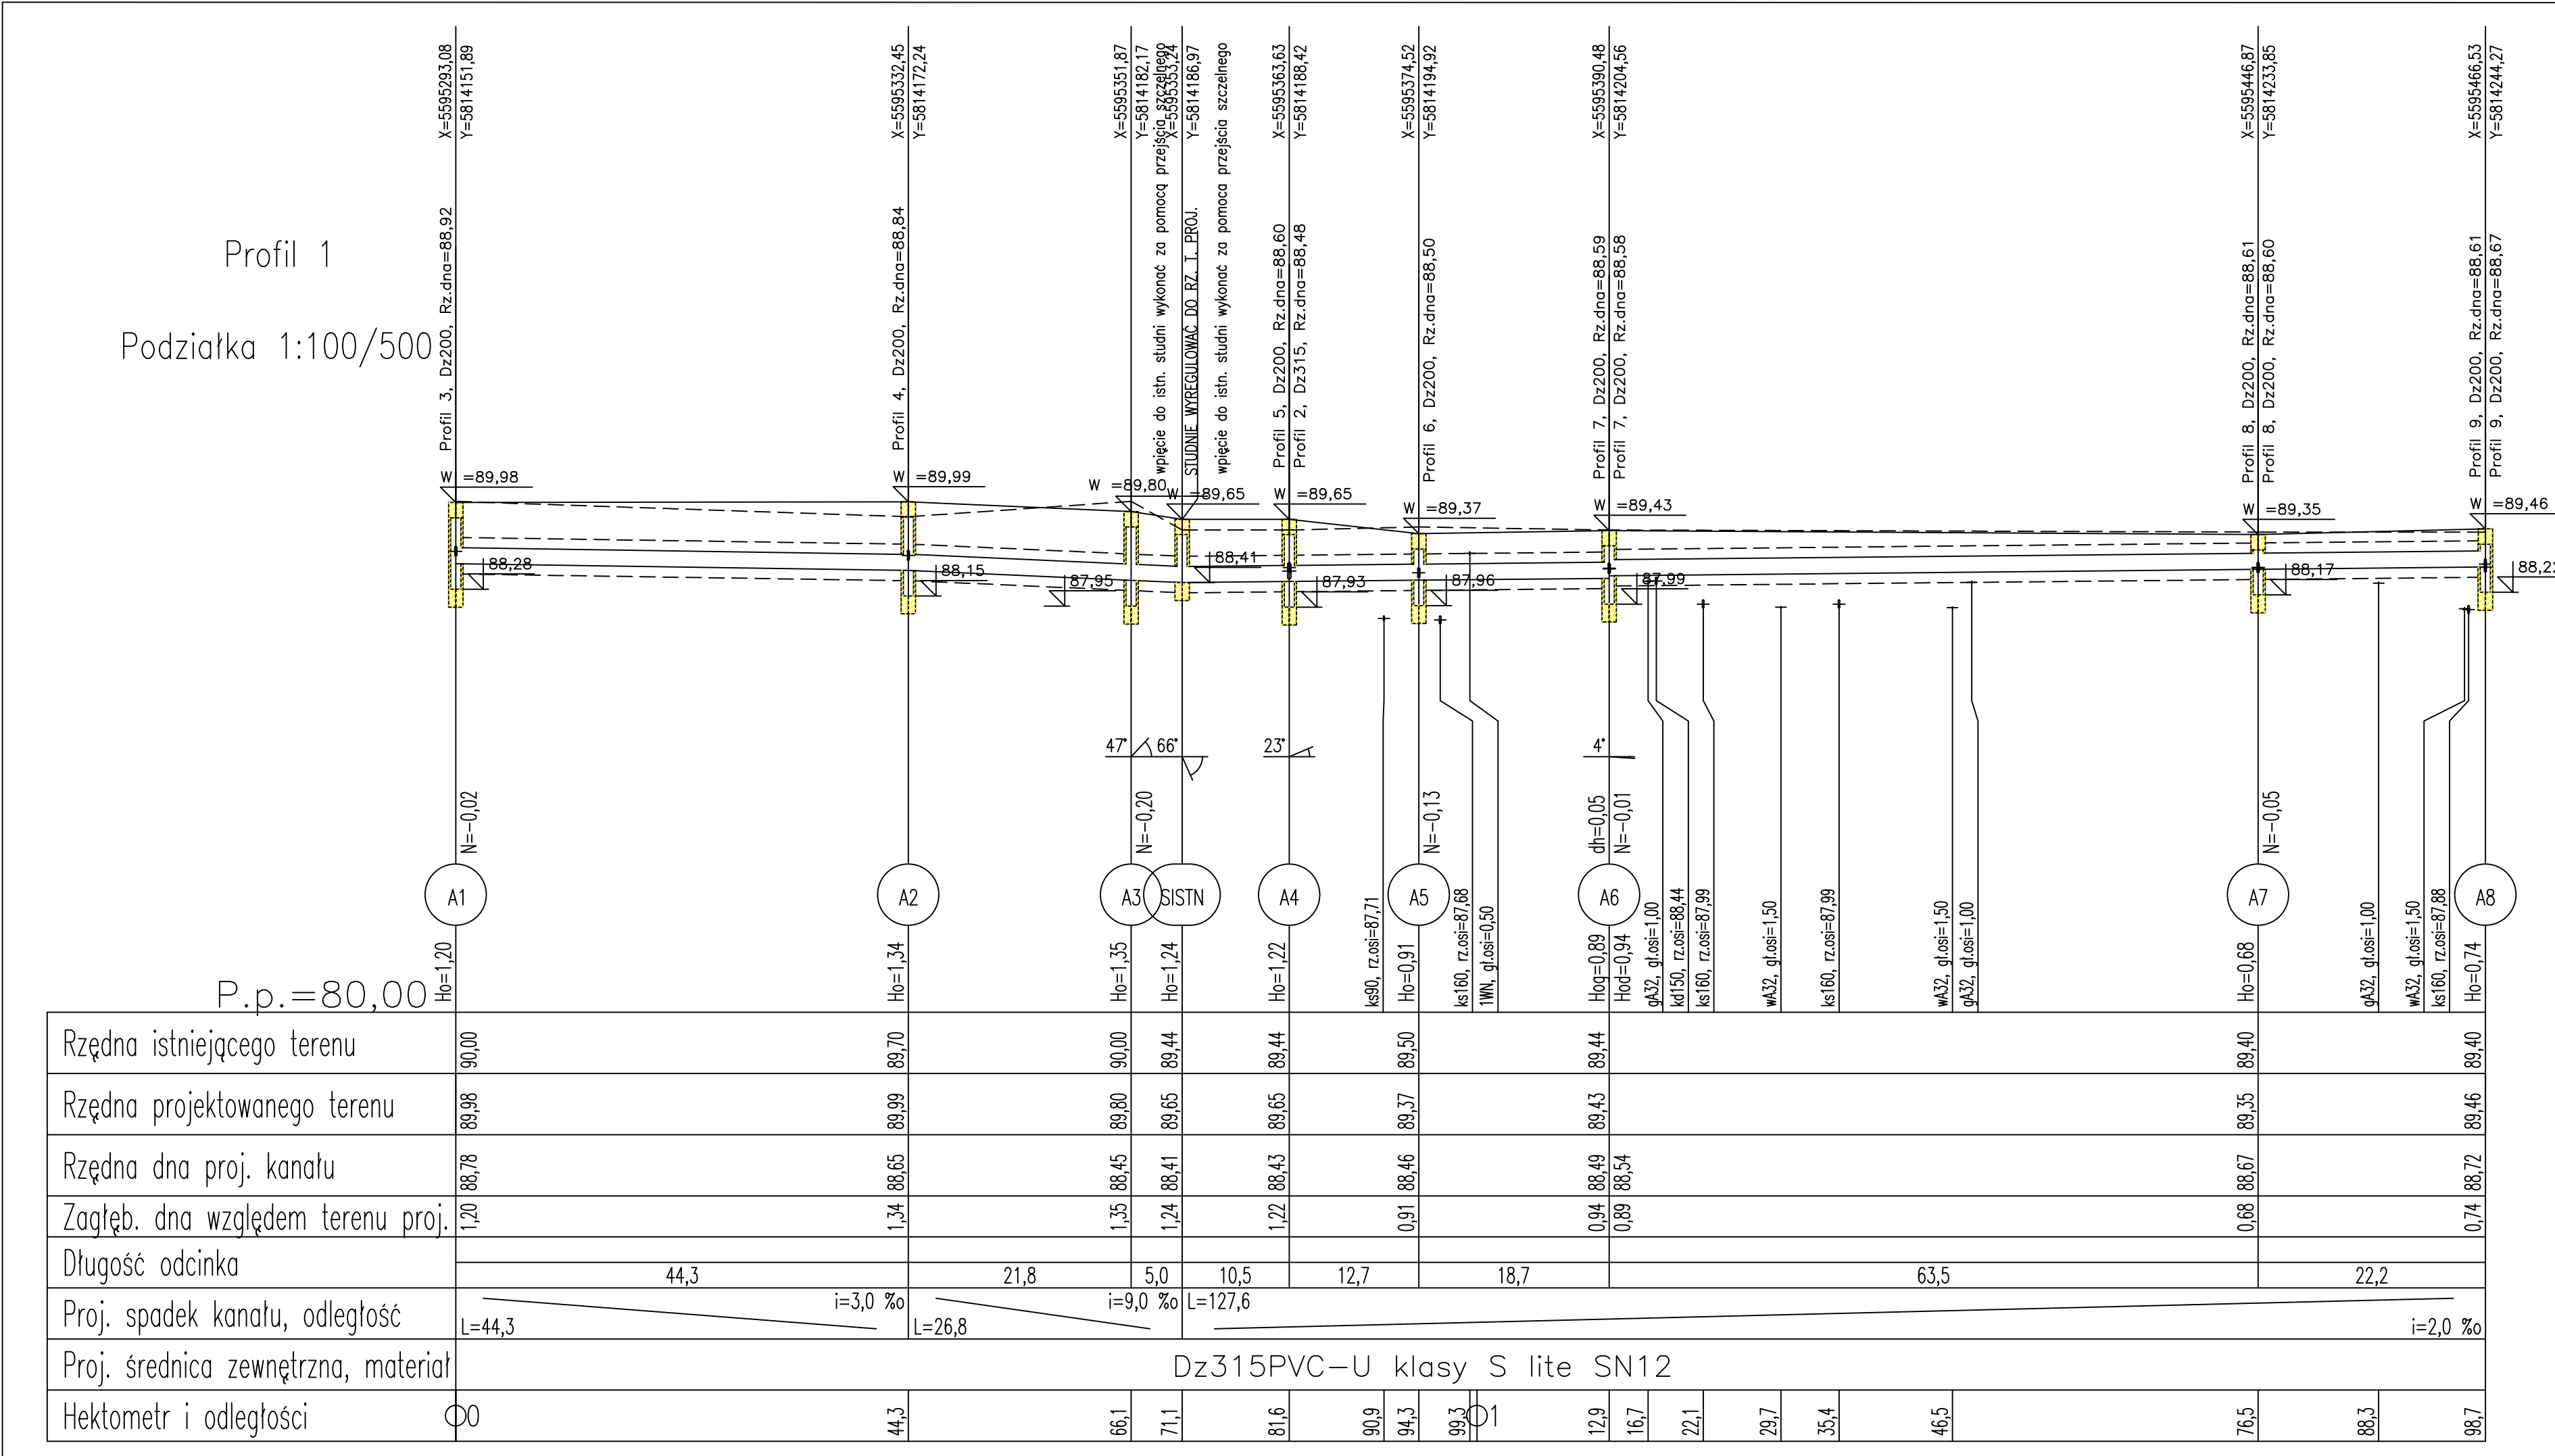 Profil 1
Podziałka 1:100/500
X=5595293,08
Y=5814151,89
X=5595332,45
Y=5814172,24
X=5595351,87
Y=5814182,17
X=5595353,24
Y=5814186,97
X=5595363,63
Y=5814188,42
X=5595374,52
Y=5814194,92
X=5595390,48
Y=5814204,56
X=5595446,87
Y=5814233,85
X=5595466,53
Y=5814244,27
Profil 3, Dz200, Rz.dna=88,92
Profil 4, Dz200, Rz.dna=88,84
wpięcie do istn. studni wykonać za pomocą przejścia szczelnego
STUDNIE WYREGULOWAĆ DO RZ. T. PROJ.
wpięcie do istn. studni wykonać za pomoca przejścia szczelnego
Profil 5, Dz200, Rz.dna=88,60
Profil 2, Dz315, Rz.dna=88,48
Profil 6, Dz200, Rz.dna=88,50
Profil 7, Dz200, Rz.dna=88,59
Profil 7, Dz200, Rz.dna=88,58
Profil 8, Dz200, Rz.dna=88,61
Profil 8, Dz200, Rz.dna=88,60
Profil 9, Dz200, Rz.dna=88,61
Profil 9, Dz200, Rz.dna=88,67
W =89,98
W =89,99
W =89,80
W =89,65
W =89,65
W =89,37
W =89,43
W =89,35
W =89,46
88,28
88,15
87,95
88,41
87,93
87,96
87,99
88,17
88,22
47° 66° 23° 4°
N=-0,02
N=-0,20
N=-0,13
dh=0,05
N=-0,01
N=-0,05
A1 A2 A3 SISTN A4 A5 A6 A7 A8
Ho=1,20
Ho=1,34
Ho=1,35
Ho=1,24
Ho=1,22
ks90, rz.osi=87,71
Ho=0,91
ks160, rz.osi=87,68
1WN, gł.osi=0,50
Hog=0,89
Hod=0,94
gA32, gł.osi=1,00
kd150, rz.osi=88,44
ks160, rz.osi=87,99
wA32, gł.osi=1,50
ks160, rz.osi=87,99
wA32, gł.osi=1,50
gA32, gł.osi=1,00
Ho=0,68
gA32, gł.osi=1,00
wA32, gł.osi=1,50
ks160, rz.osi=87,88
Ho=0,74
P.p.=80,00
Rzędna istniejącego terenu 90,00 89,70 90,00 89,44 89,44 89,50 89,44 89,40 89,40
Rzędna projektowanego terenu 89,98 89,99 89,80 89,65 89,65 89,37 89,43 89,35 89,46
Rzędna dna proj. kanału 88,78 88,65 88,45 88,41 88,43 88,46 88,49 88,54 88,67 88,67 88,72
Zagłęb. dna względem terenu proj. 1,20 1,34 1,35 1,24 1,22 0,91 0,94 0,89 0,68 0,74
Długość odcinka 44,3 21,8 5,0 10,5 12,7 18,7 63,5 22,2
Proj. spadek kanału, odległość L=44,3 i=3,0 ‰ L=26,8 i=9,0 ‰ L=127,6 i=2,0 ‰
Proj. średnica zewnętrzna, materiał Dz315PVC-U klasy S lite SN12
Hektometr i odległości 0 44,3 66,1 71,1 81,6 90,9 94,3 99,3 1 12,9 16,7 22,1 29,7 35,4 46,5 76,5 88,3 98,7